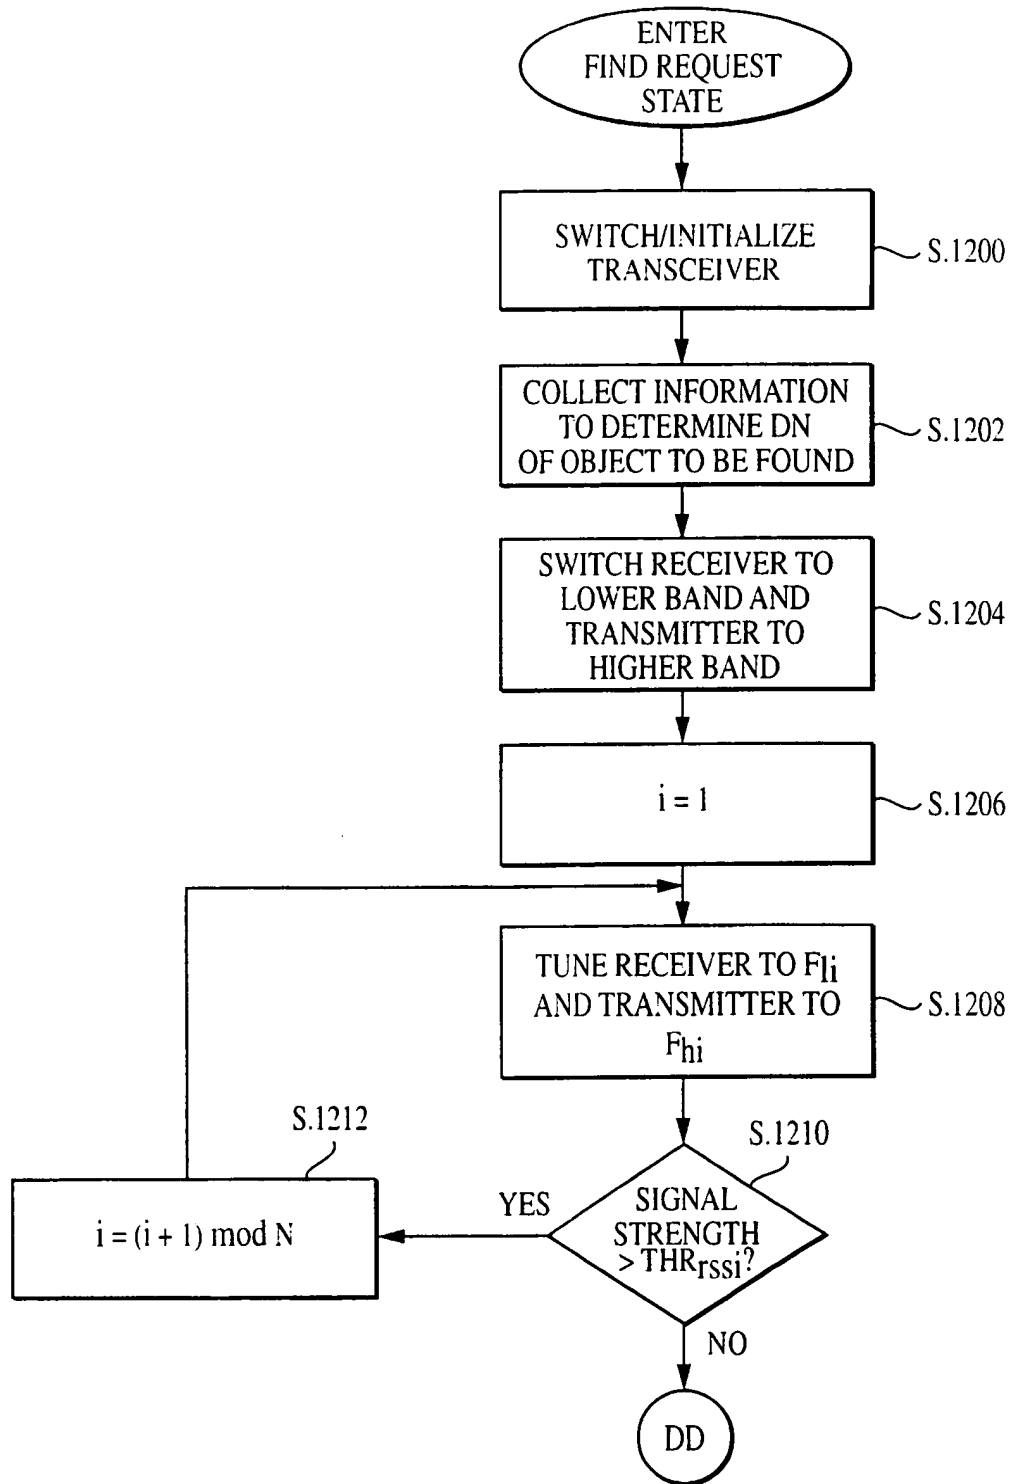 ENTER
FIND REQUEST
STATE
SWITCH/INITIALIZE
TRANSCEIVER
S.1200
COLLECT INFORMATION
TO DETERMINE DN
OF OBJECT TO BE FOUND
S.1202
SWITCH RECEIVER TO
LOWER BAND AND
TRANSMITTER TO
HIGHER BAND
S.1204
i = 1
S.1206
TUNE RECEIVER TO Fli
AND TRANSMITTER TO
Fhi
S.1208
S.1210
SIGNAL
STRENGTH
> THRrssi?
YES
S.1212
i = (i + 1) mod N
NO
DD